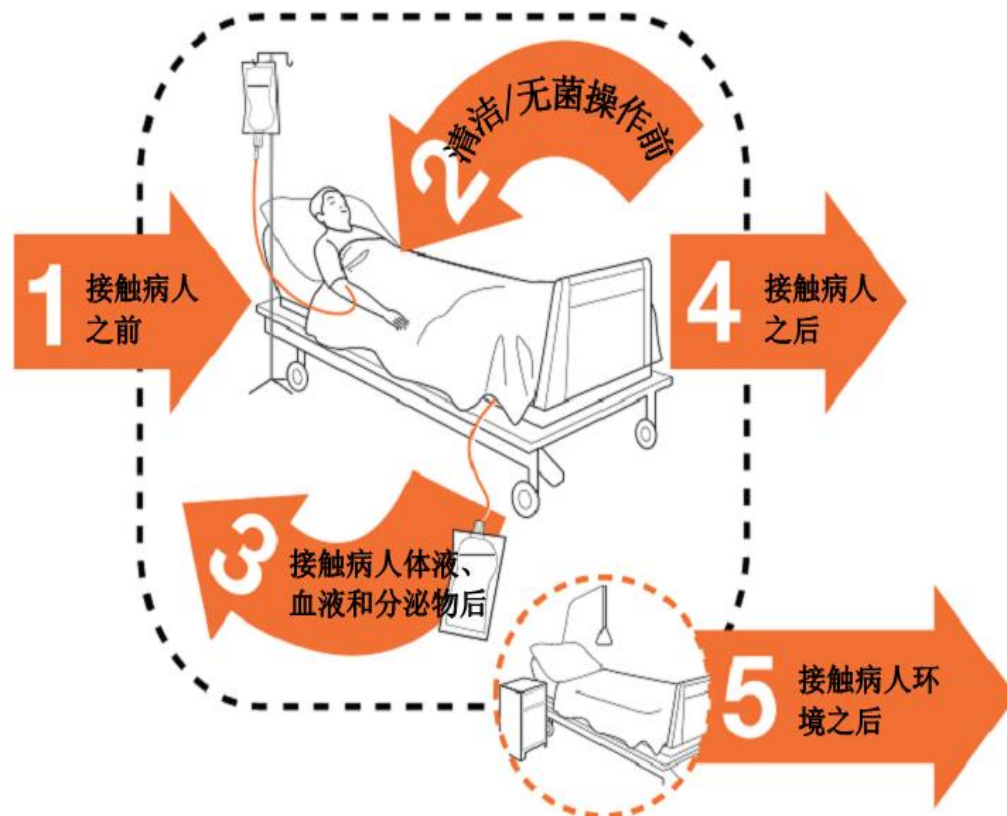 1
接触病人
之前
2
清洁/无菌操作前
3
接触病人体液、
血液和分泌物后
4
接触病人
之后
5
接触病人环
境之后